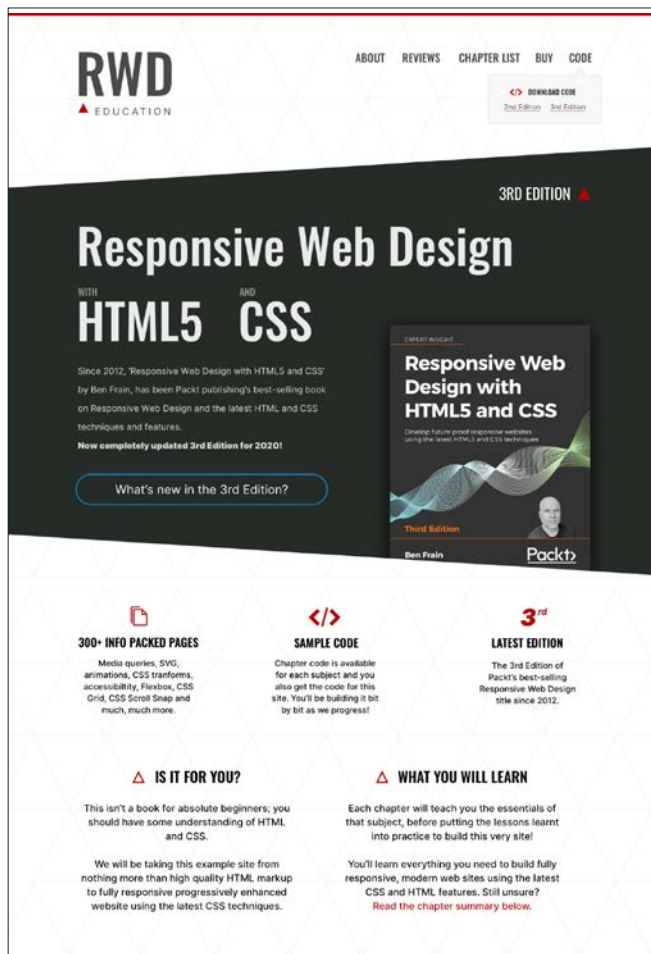 RWD
EDUCATION
ABOUT REVIEWS CHAPTER LIST BUY CODE
</> DOWNLOAD CODE
2nd Edition 3rd Edition
3RD EDITION
Responsive Web Design
WITH AND
HTML5 CSS
Since 2012, 'Responsive Web Design with HTML5 and CSS'
by Ben Frain, has been Packt publishing's best-selling book
on Responsive Web Design and the latest HTML and CSS
techniques and features.
Now completely updated 3rd Edition for 2020!
What's new in the 3rd Edition?
EXPERT INSIGHT
Responsive Web
Design with
HTML5 and CSS
Develop future-proof responsive websites
using the latest HTML5 and CSS techniques
Third Edition
Ben Frain
Packt>
300+ INFO PACKED PAGES
Media queries, SVG,
animations, CSS tranforms,
accessibiltity, Flexbox, CSS
Grid, CSS Scroll Snap and
much, much more.
</>
SAMPLE CODE
Chapter code is available
for each subject and you
also get the code for this
site. You'll be building it bit
by bit as we progress!
3rd
LATEST EDITION
The 3rd Edition of
Packt's best-selling
Responsive Web Design
title since 2012.
IS IT FOR YOU?
This isn't a book for absolute beginners; you
should have some understanding of HTML
and CSS.
We will be taking this example site from
nothing more than high quality HTML markup
to fully responsive progressively enhanced
website using the latest CSS techniques.
WHAT YOU WILL LEARN
Each chapter will teach you the essentials of
that subject, before putting the lessons learnt
into practice to build this very site!
You'll learn everything you need to build fully
responsive, modern web sites using the latest
CSS and HTML features. Still unsure?
Read the chapter summary below.